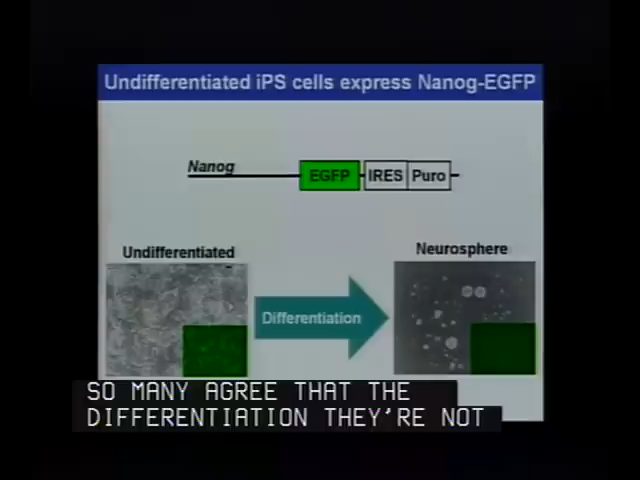 Undifferentiated iPS cells express Nanog-EGFP
Nanog
EGFP IRES Puro
Undifferentiated
Neurosphere
Differentiation
SO MANY AGREE THAT THE
DIFFERENTIATION THEY'RE NOT